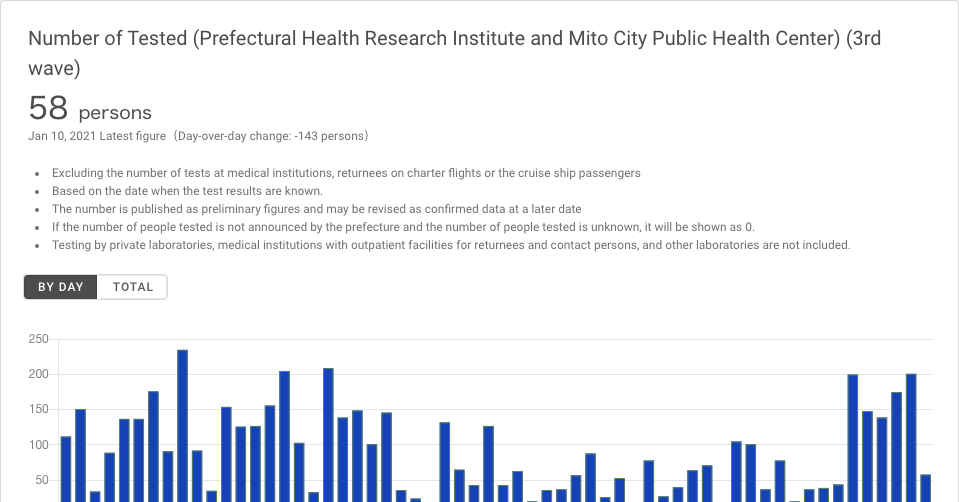 Number of Tested (Prefectural Health Research Institute and Mito City Public Health Center) (3rd
wave)
58 persons
Jan 10, 2021 Latest figure（Day-over-day change: -143 persons）
• Excluding the number of tests at medical institutions, returnees on charter flights or the cruise ship passengers
• Based on the date when the test results are known.
• The number is published as preliminary figures and may be revised as confirmed data at a later date
• If the number of people tested is not announced by the prefecture and the number of people tested is unknown, it will be shown as 0.
• Testing by private laboratories, medical institutions with outpatient facilities for returnees and contact persons, and other laboratories are not included.
BY DAY TOTAL
250
200
150
100
50